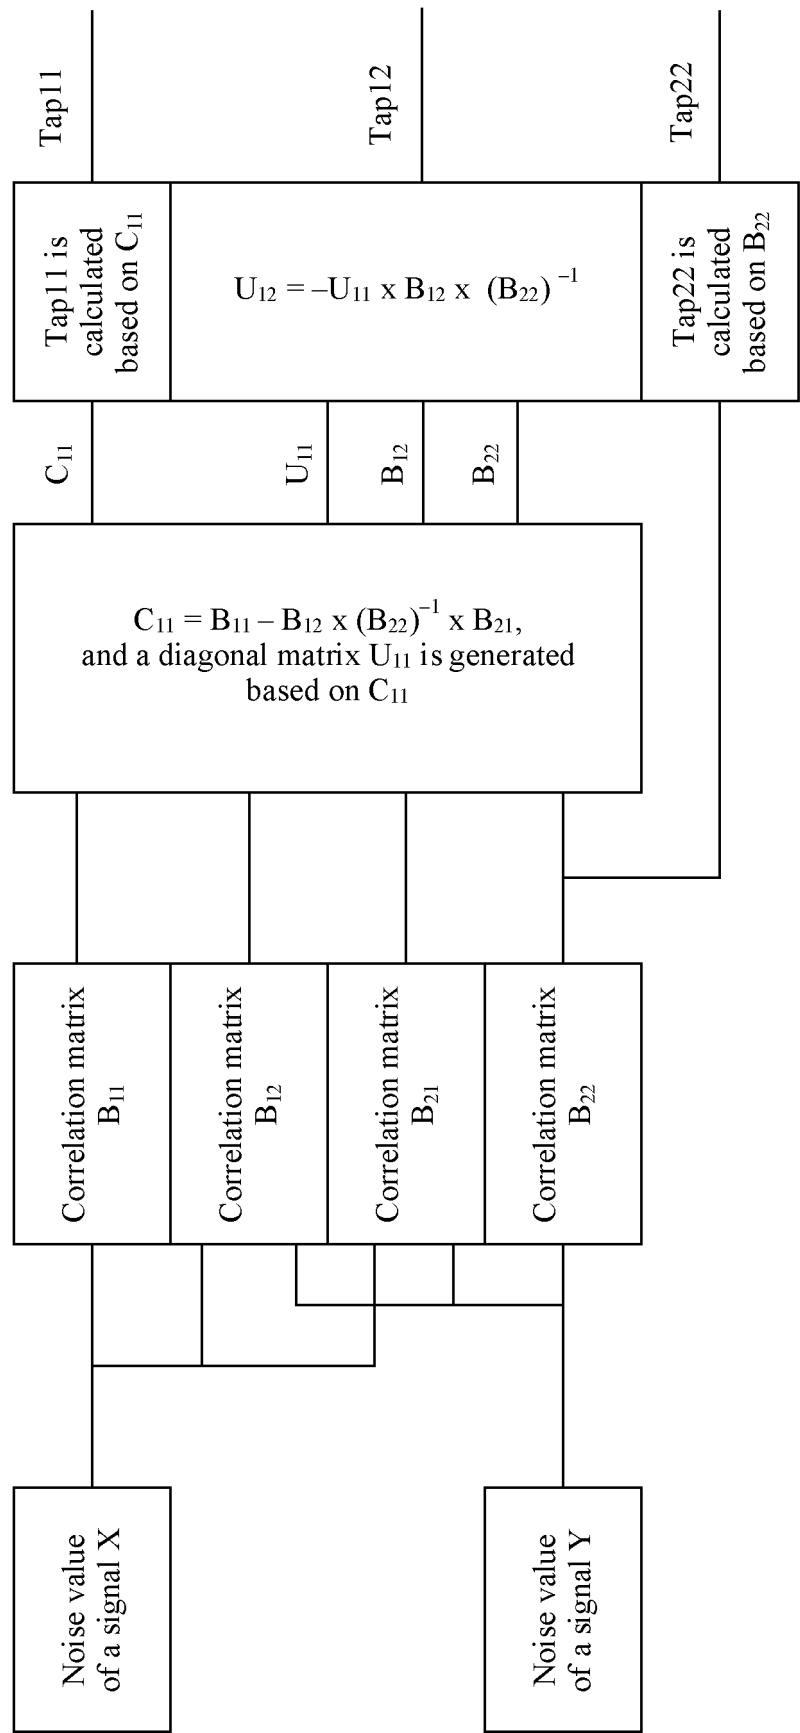 Tap11
Tap12
Tap22
Tap11 is
calculated
based on C₁₁
U₁₂ = –U₁₁ x B₁₂ x (B₂₂)⁻¹
Tap22 is
calculated
based on B₂₂
C₁₁
U₁₁
B₁₂
B₂₂
C₁₁ = B₁₁ – B₁₂ x (B₂₂)⁻¹ x B₂₁,
and a diagonal matrix U₁₁ is generated
based on C₁₁
Correlation matrix
B₁₁
Correlation matrix
B₁₂
Correlation matrix
B₂₁
Correlation matrix
B₂₂
Noise value
of a signal X
Noise value
of a signal Y